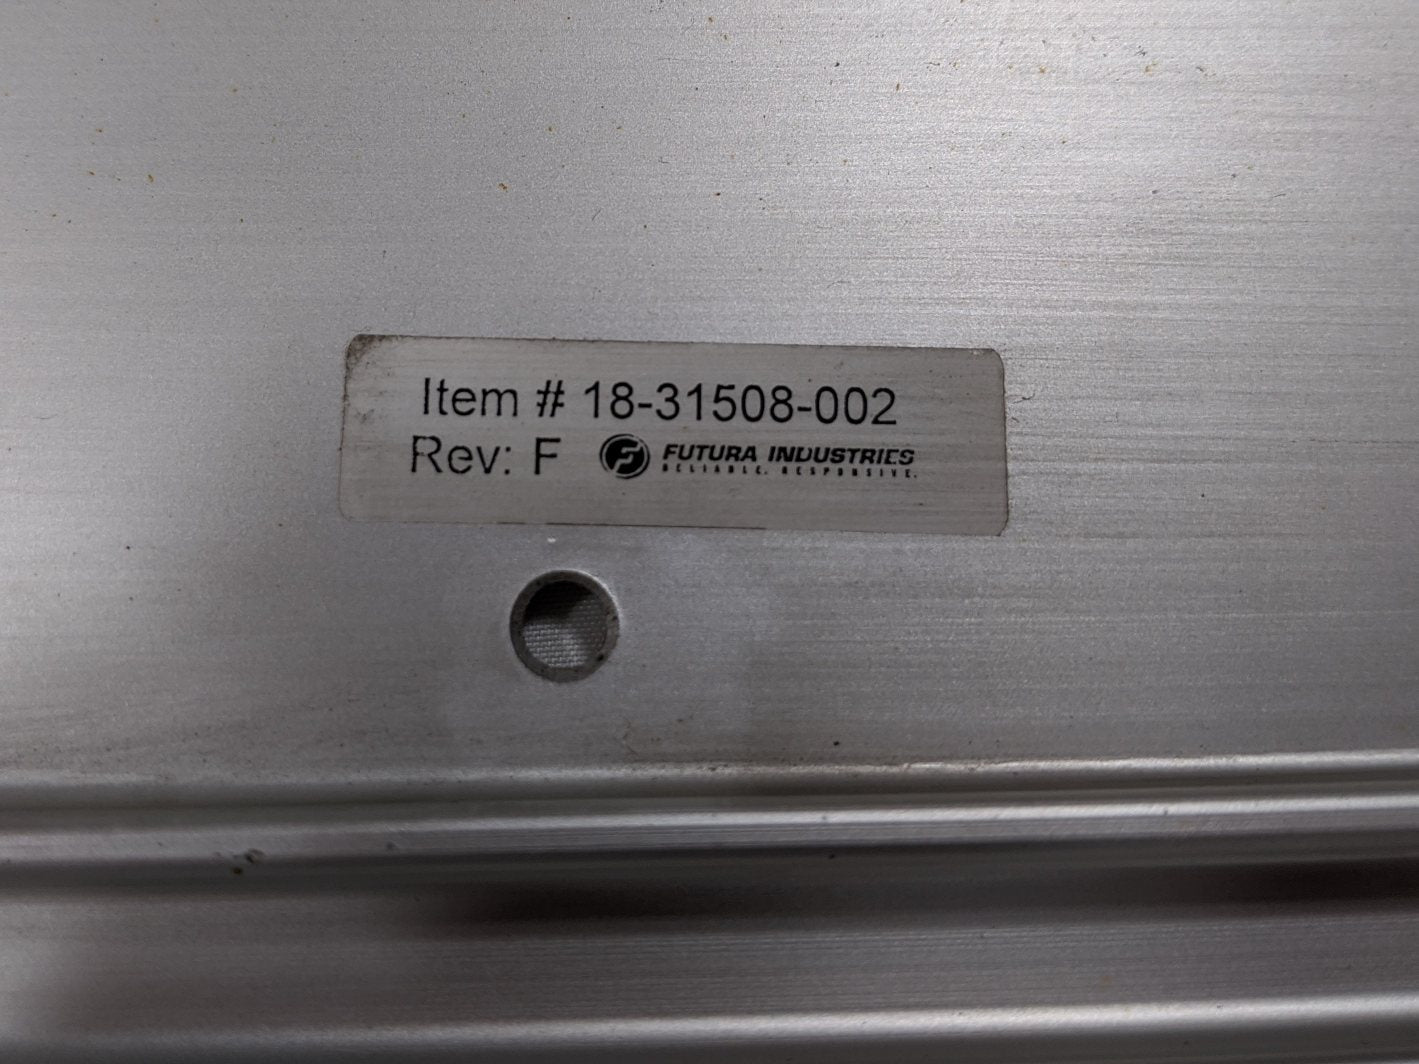 Item # 18-31508-002
Rev: F FUTURA INDUSTRIES
RELIABLE. RESPONSIVE.